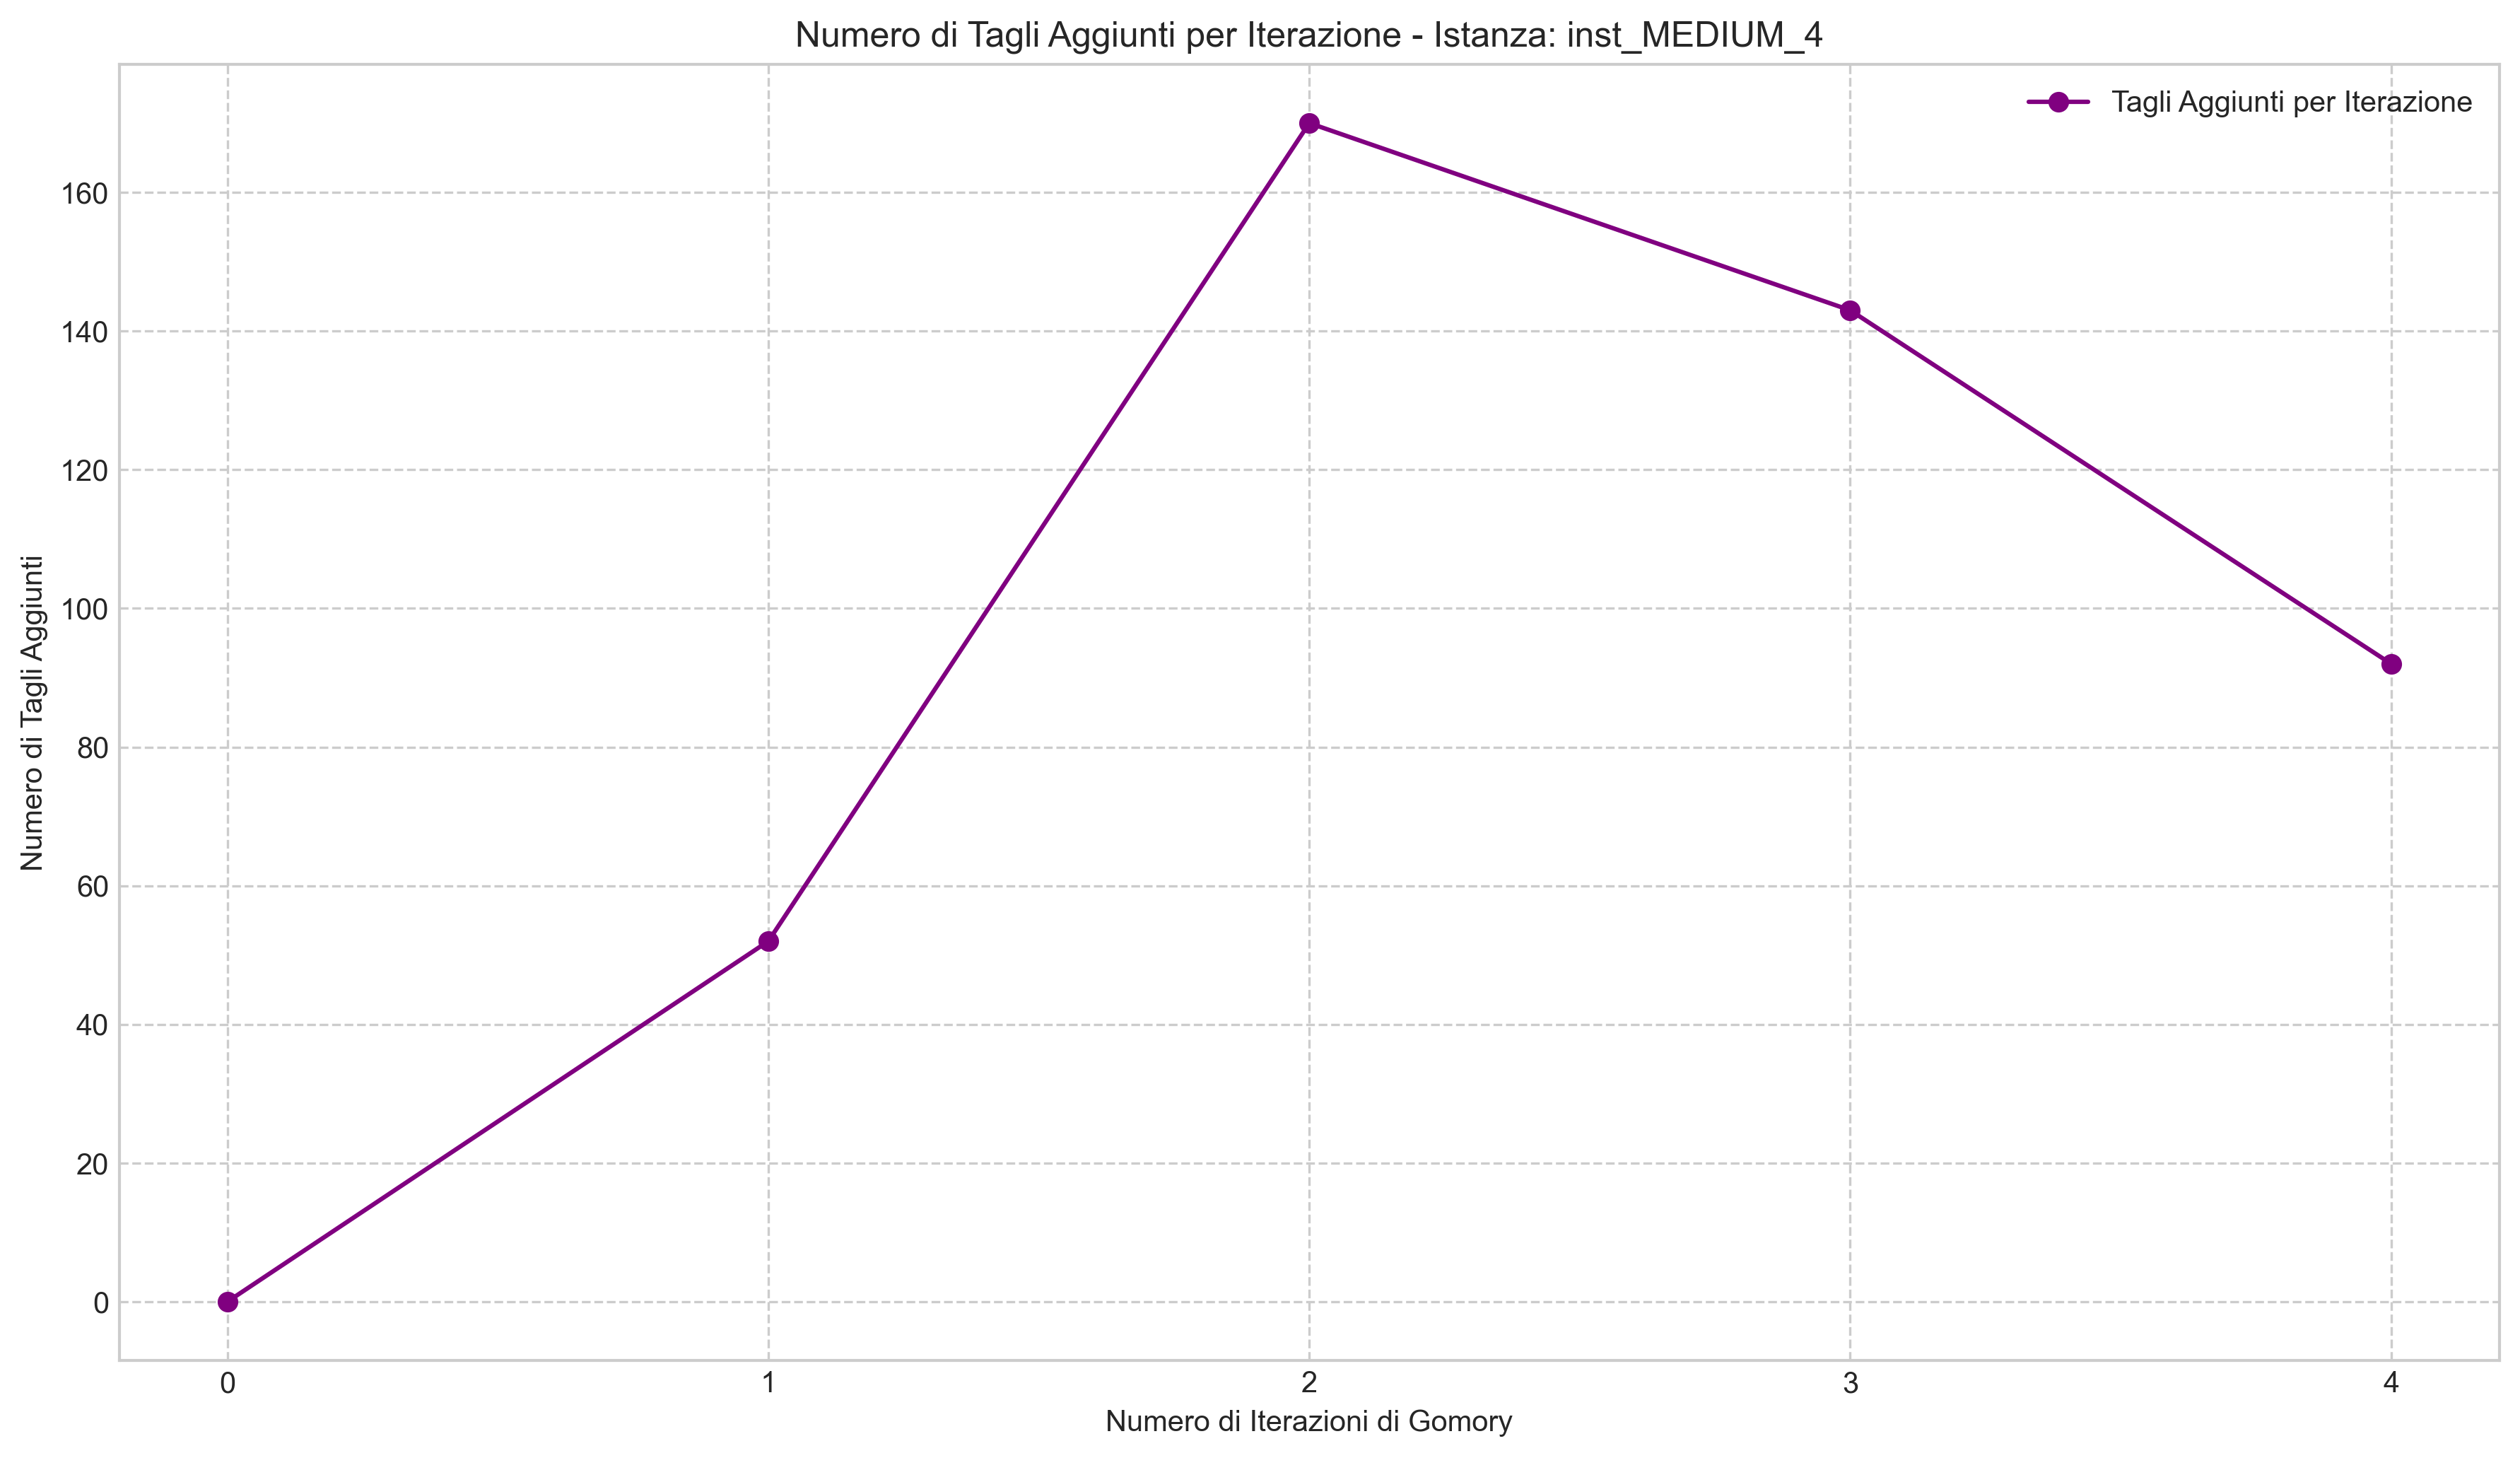 Numero di Tagli Aggiunti per Iterazione - Istanza: inst_MEDIUM_4
Tagli Aggiunti per Iterazione
Numero di Tagli Aggiunti
160
140
120
100
80
60
40
20
0
0 1 2 3 4
Numero di Iterazioni di Gomory